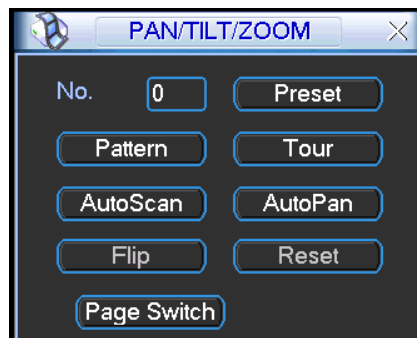 PAN/TILT/ZOOM
No. 0 Preset
Pattern Tour
AutoScan AutoPan
Flip Reset
Page Switch